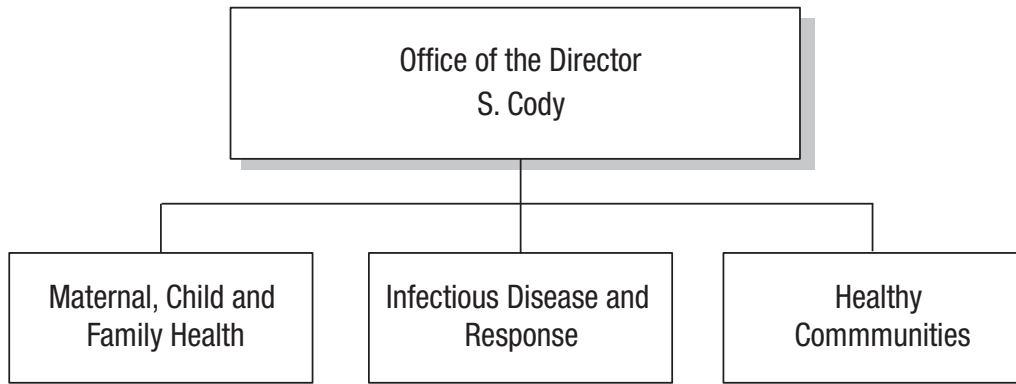 Office of the Director
S. Cody
Maternal, Child and
Family Health
Infectious Disease and
Response
Healthy
Commmunities